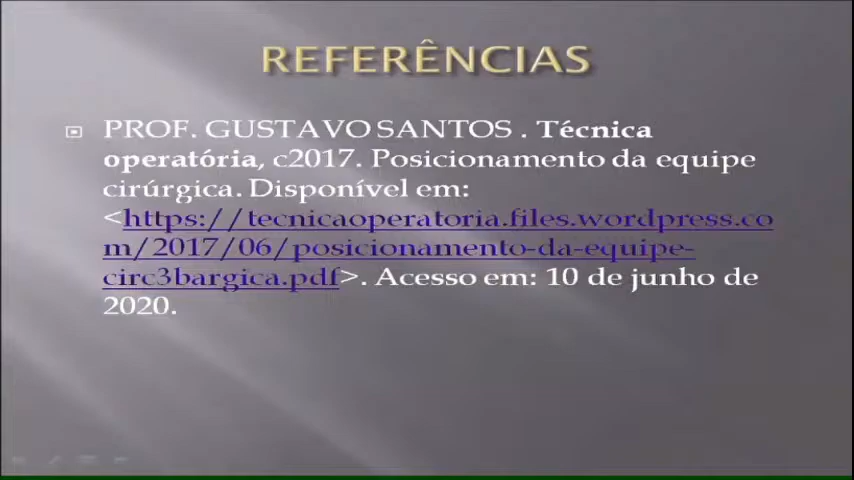 REFERÊNCIAS
PROF. GUSTAVO SANTOS . Técnica
operatória, c2017. Posicionamento da equipe
cirúrgica. Disponível em:
<https://tecnicaoperatoria.files.wordpress.co
m/2017/06/posicionamento-da-equipe-
circ3bargica.pdf>. Acesso em: 10 de junho de
2020.